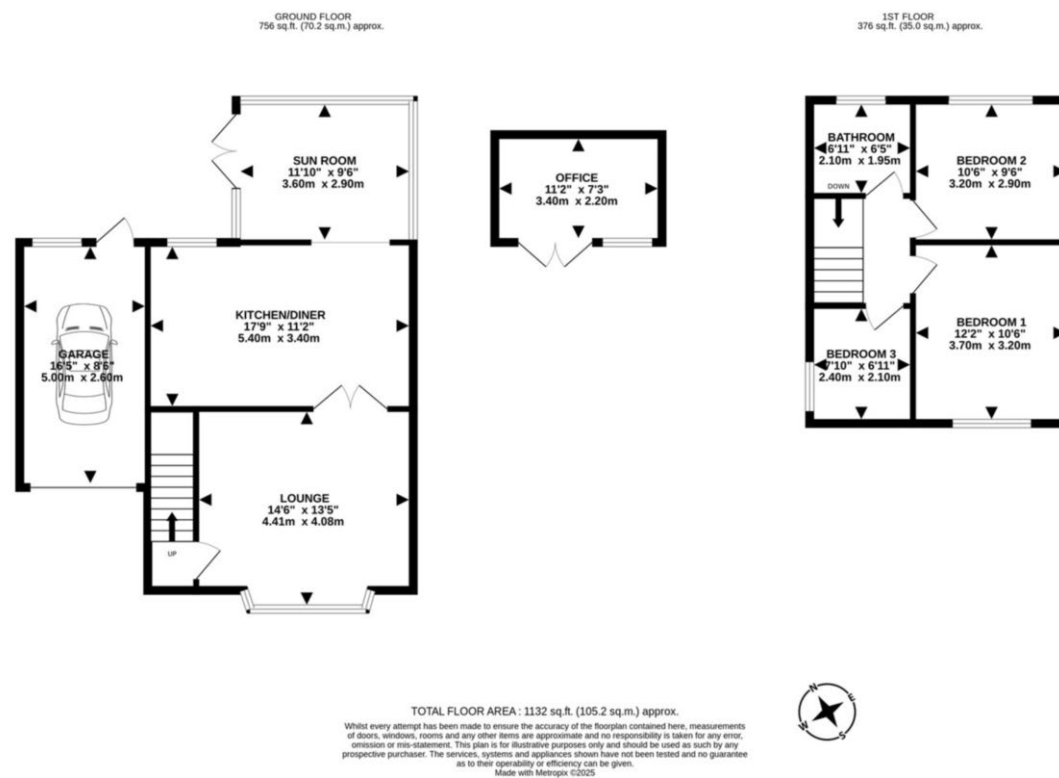 GROUND FLOOR
756 sq.ft. (70.2 sq.m.) approx.
1ST FLOOR
376 sq.ft. (35.0 sq.m.) approx.
SUN ROOM
11'10" x 9'6"
3.60m x 2.90m
OFFICE
11'2" x 7'3"
3.40m x 2.20m
BATHROOM
6'11" x 6'5"
2.10m x 1.95m
DOWN
BEDROOM 2
10'6" x 9'6"
3.20m x 2.90m
KITCHEN/DINER
17'9" x 11'2"
5.40m x 3.40m
GARAGE
16'5" x 8'6"
5.00m x 2.60m
BEDROOM 1
12'2" x 10'6"
3.70m x 3.20m
BEDROOM 3
7'10" x 6'11"
2.40m x 2.10m
LOUNGE
14'6" x 13'5"
4.41m x 4.08m
UP
TOTAL FLOOR AREA : 1132 sq.ft. (105.2 sq.m.) approx.
Whilst every attempt has been made to ensure the accuracy of the floorplan contained here, measurements
of doors, windows, rooms and any other items are approximate and no responsibility is taken for any error,
omission or mis-statement. This plan is for illustrative purposes only and should be used as such by any
prospective purchaser. The services, systems and appliances shown have not been tested and no guarantee
as to their operability or efficiency can be given.
Made with Metropix ©2025
N
E
W
S